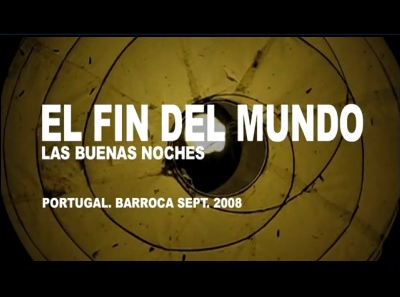 EL FIN DEL MUNDO
LAS BUENAS NOCHES
PORTUGAL. BARROCA SEPT. 2008